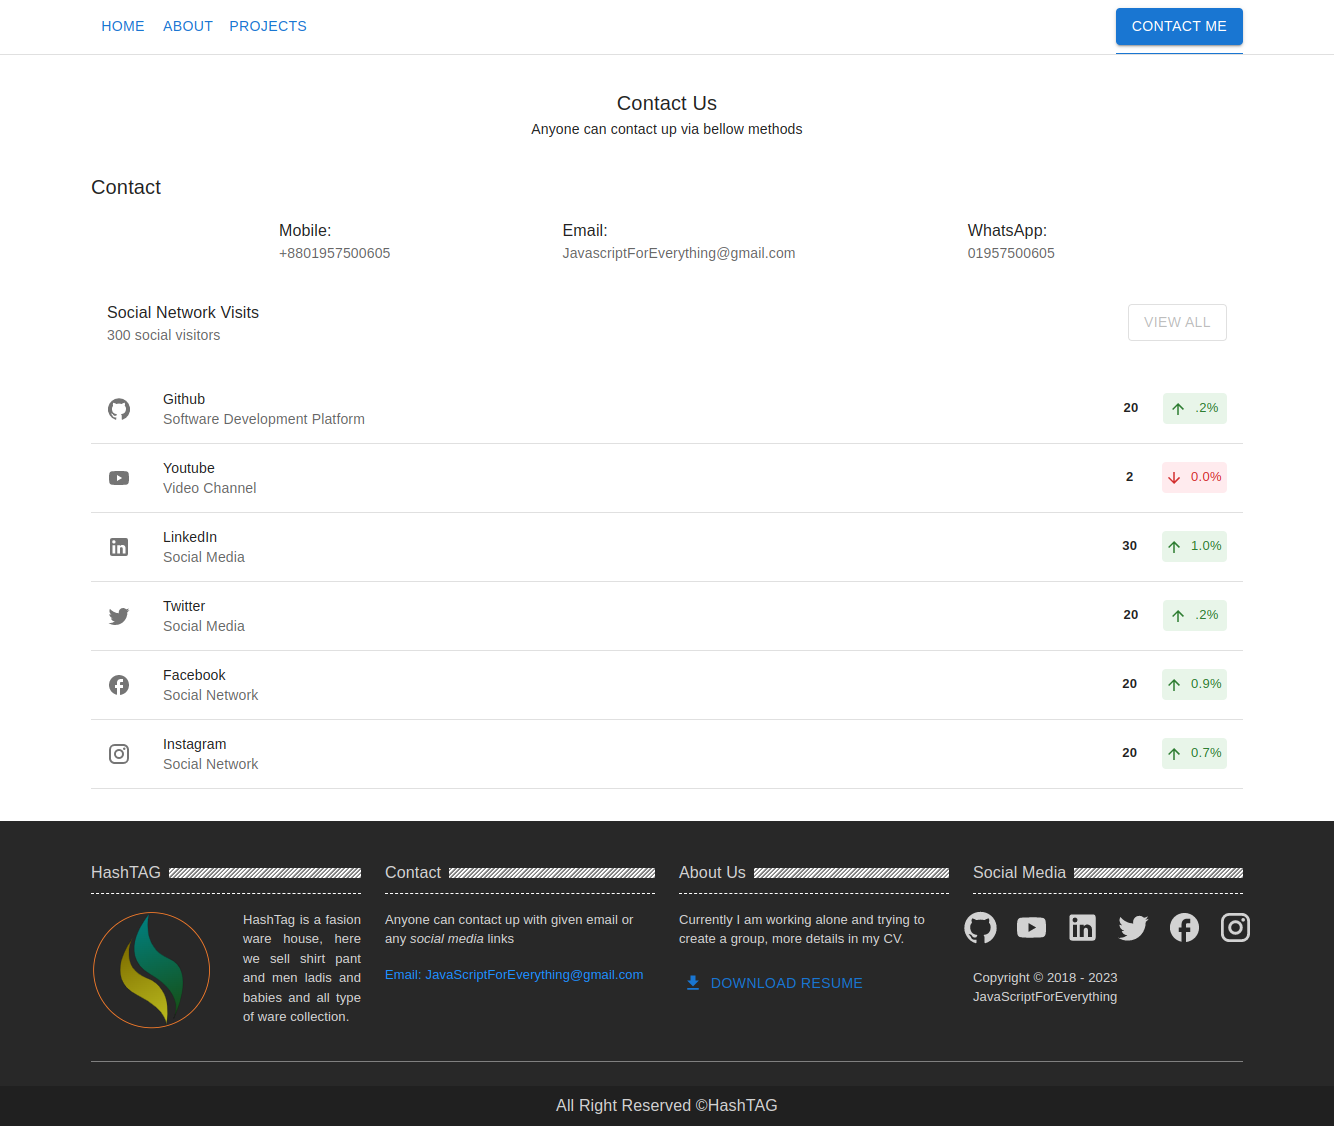 HOME ABOUT PROJECTS CONTACT ME
Contact Us
Anyone can contact up via bellow methods
Contact
Mobile: Email: WhatsApp:
+8801957500605 JavascriptForEverything@gmail.com 01957500605
Social Network Visits
300 social visitors
VIEW ALL
Github
Software Development Platform
20 .2%
Youtube
Video Channel
2 0.0%
LinkedIn
Social Media
30 1.0%
Twitter
Social Media
20 .2%
Facebook
Social Network
20 0.9%
Instagram
Social Network
20 0.7%
HashTAG
HashTag is a fasion
ware house, here
we sell shirt pant
and men ladis and
babies and all type
of ware collection.
Contact
Anyone can contact up with given email or
any social media links
Email: JavaScriptForEverything@gmail.com
About Us
Currently I am working alone and trying to
create a group, more details in my CV.
DOWNLOAD RESUME
Social Media
Copyright © 2018 - 2023
JavaScriptForEverything
All Right Reserved ©HashTAG